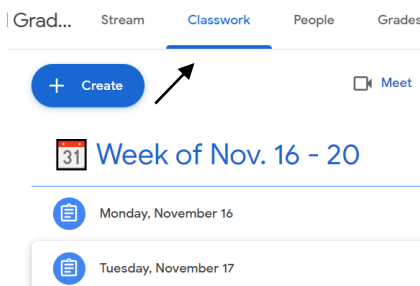 Grad... Stream Classwork People Grades
+ Create
Meet
31 Week of Nov. 16 - 20
Monday, November 16
Tuesday, November 17